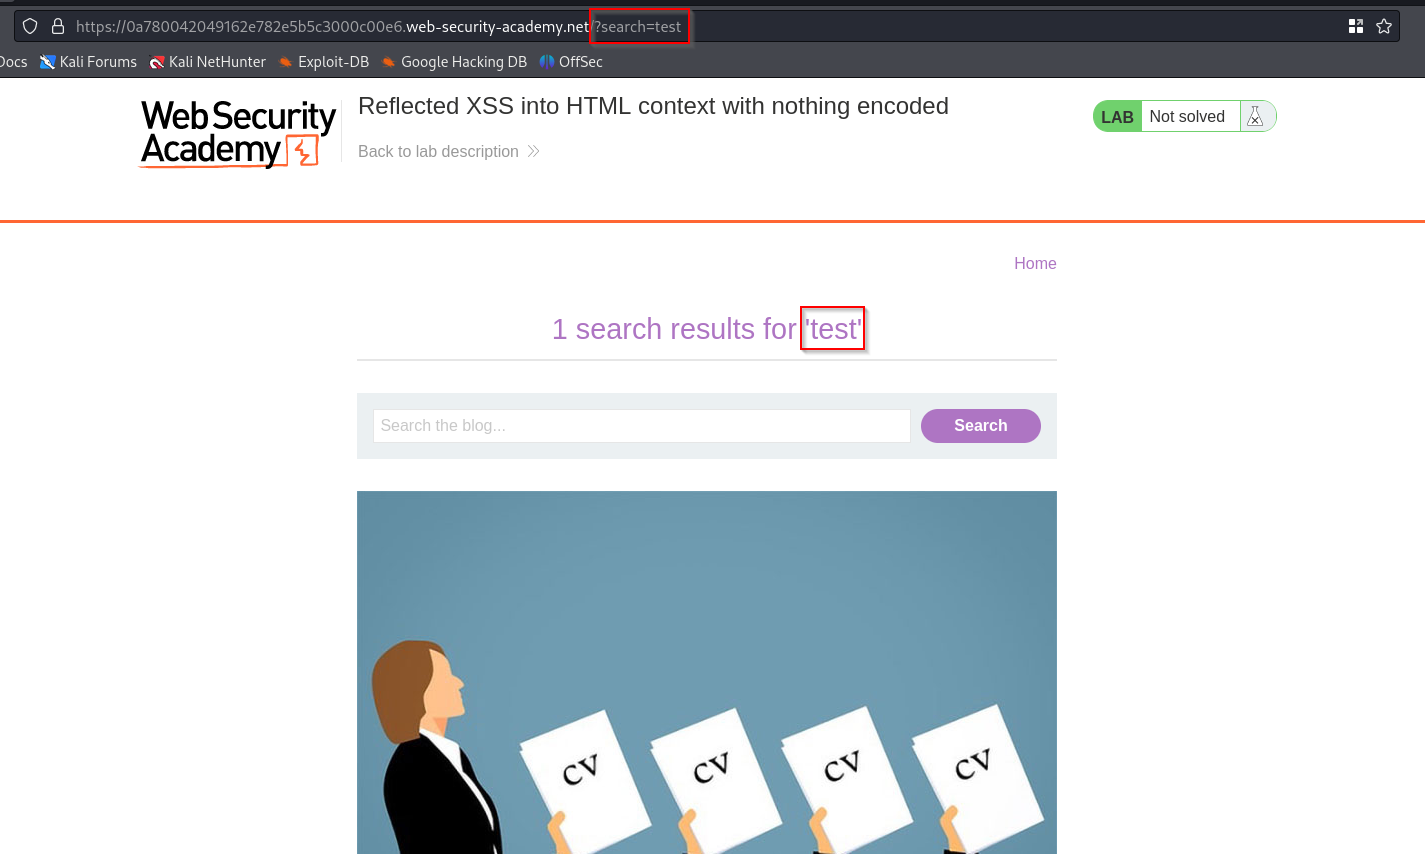 https://0a780042049162e782e5b5c3000c00e6.web-security-academy.net/?search=test
Docs Kali Forums Kali NetHunter Exploit-DB Google Hacking DB OffSec
Web Security
Academy
Reflected XSS into HTML context with nothing encoded
Back to lab description
LAB Not solved
Home
1 search results for 'test'
Search the blog...
Search
CV CV CV CV